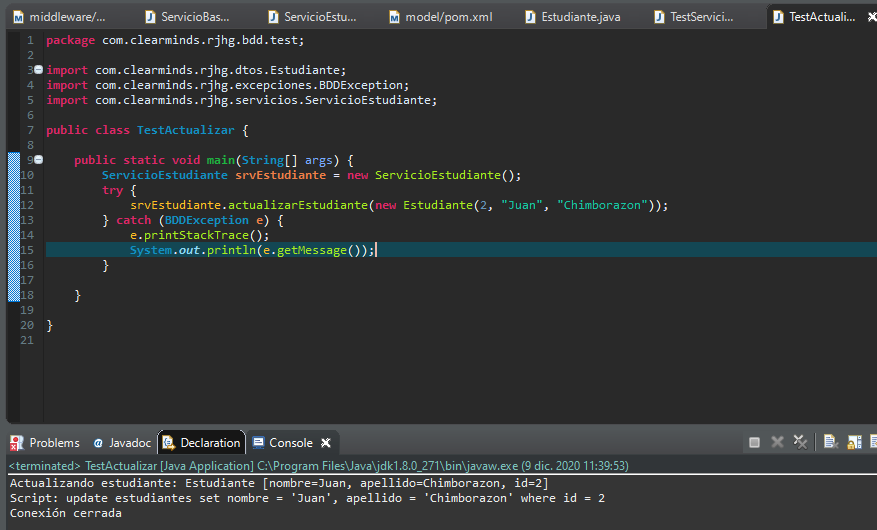 middleware/...
ServicioBas...
ServicioEstu...
model/pom.xml
Estudiante.java
TestServici...
TestActuali...
1 package com.clearminds.rjhg.bdd.test;
2
3 import com.clearminds.rjhg.dtos.Estudiante;
4 import com.clearminds.rjhg.excepciones.BDDException;
5 import com.clearminds.rjhg.servicios.ServicioEstudiante;
6
7 public class TestActualizar {
8
9 public static void main(String[] args) {
10 ServicioEstudiante srvEstudiante = new ServicioEstudiante();
11 try {
12 srvEstudiante.actualizarEstudiante(new Estudiante(2, "Juan", "Chimborazon"));
13 } catch (BDDException e) {
14 e.printStackTrace();
15 System.out.println(e.getMessage());
16 }
17
18 }
19
20 }
21
Problems
Javadoc
Declaration
Console
<terminated> TestActualizar [Java Application] C:\Program Files\Java\jdk1.8.0_271\bin\javaw.exe (9 dic. 2020 11:39:53)
Actualizando estudiante: Estudiante [nombre=Juan, apellido=Chimborazon, id=2]
Script: update estudiantes set nombre = 'Juan', apellido = 'Chimborazon' where id = 2
Conexión cerrada